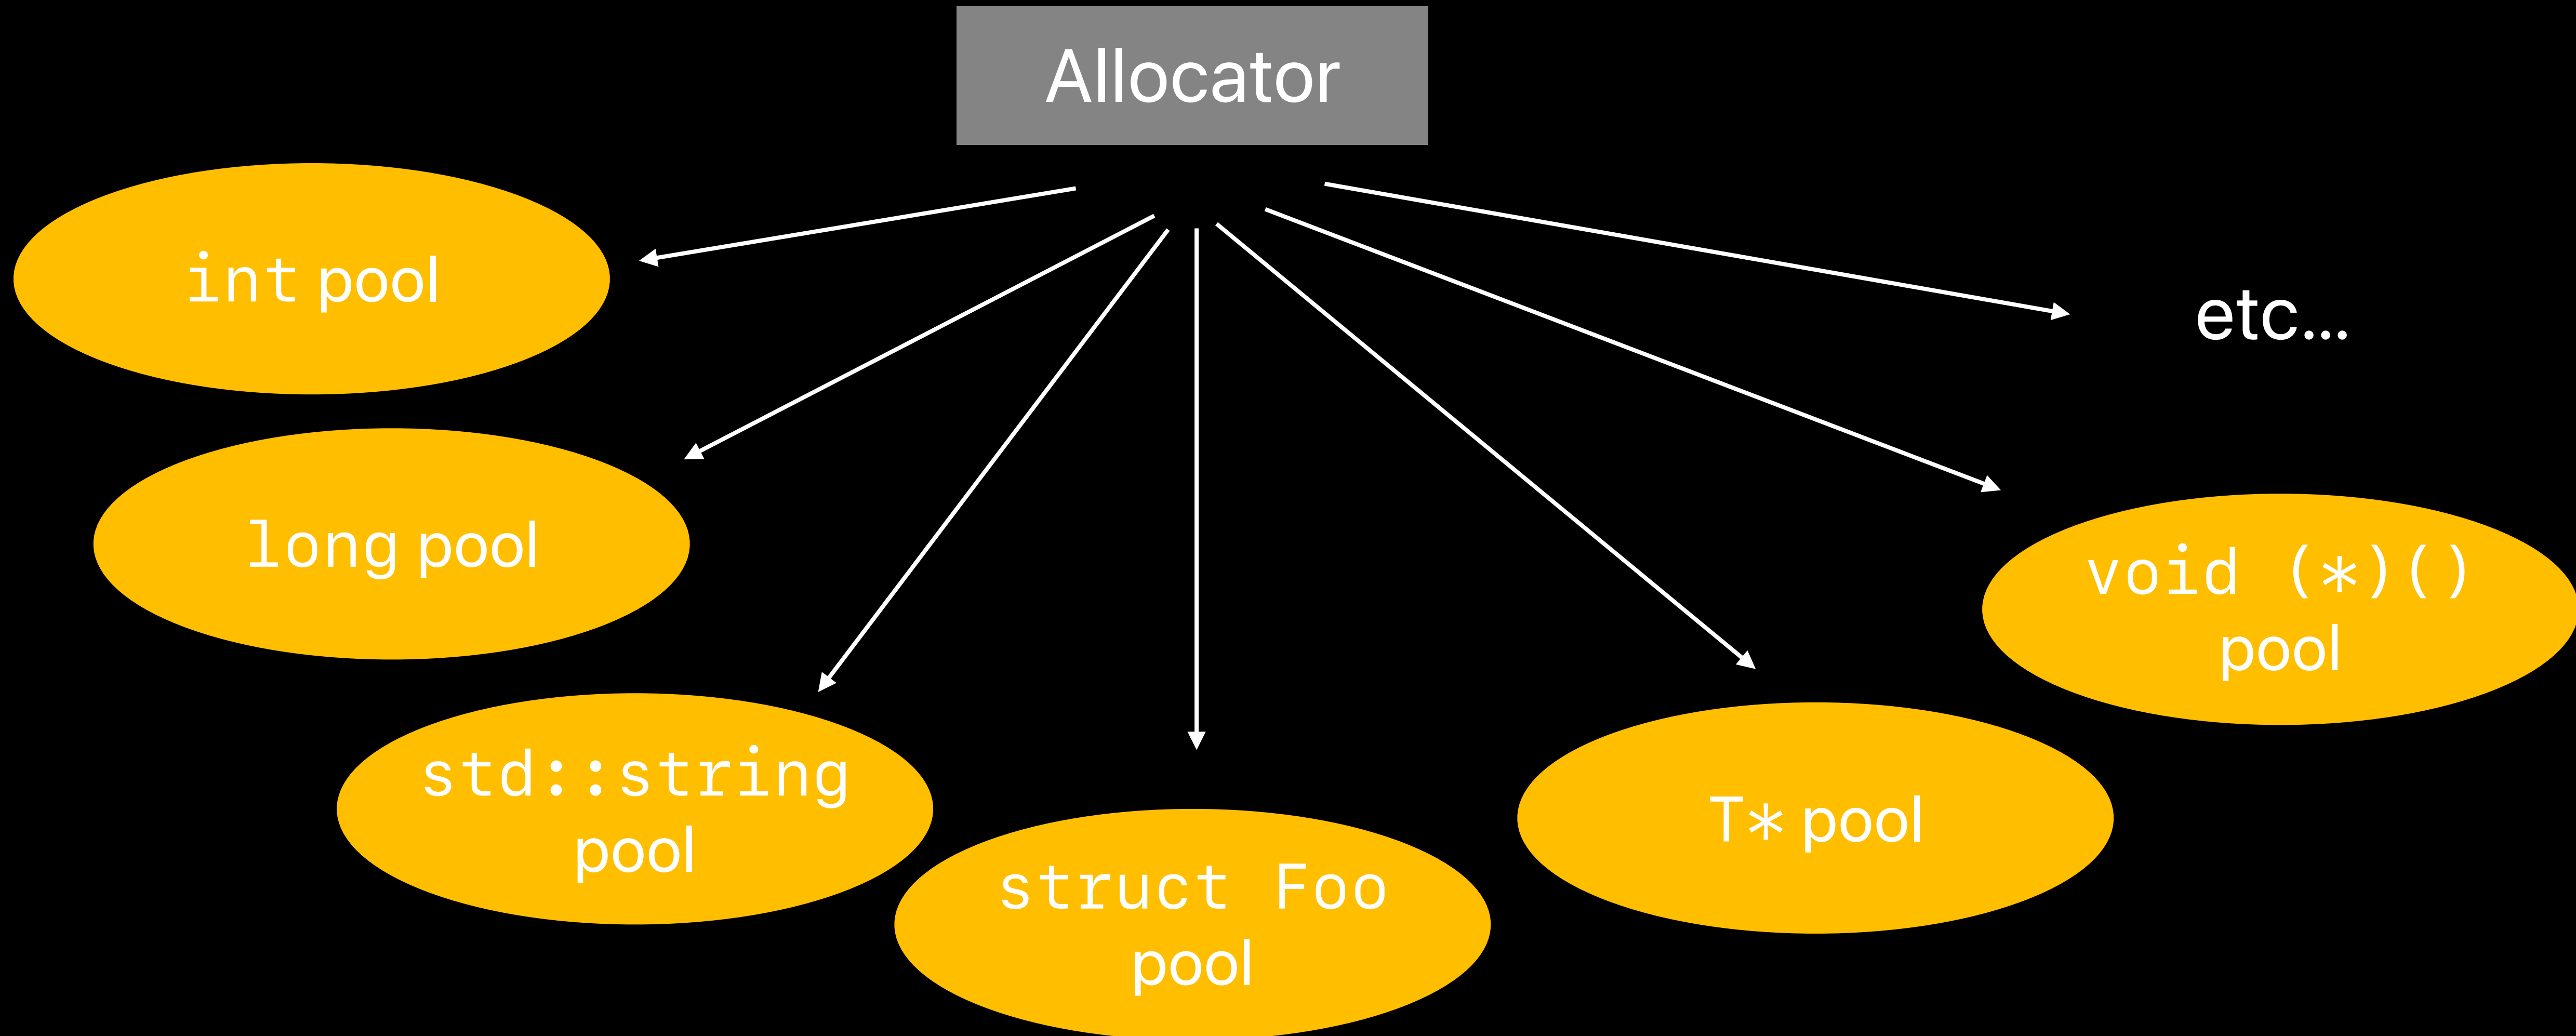 Allocator
int pool
etc...
long pool
void (*)()
pool
std::string
pool
T* pool
struct Foo
pool